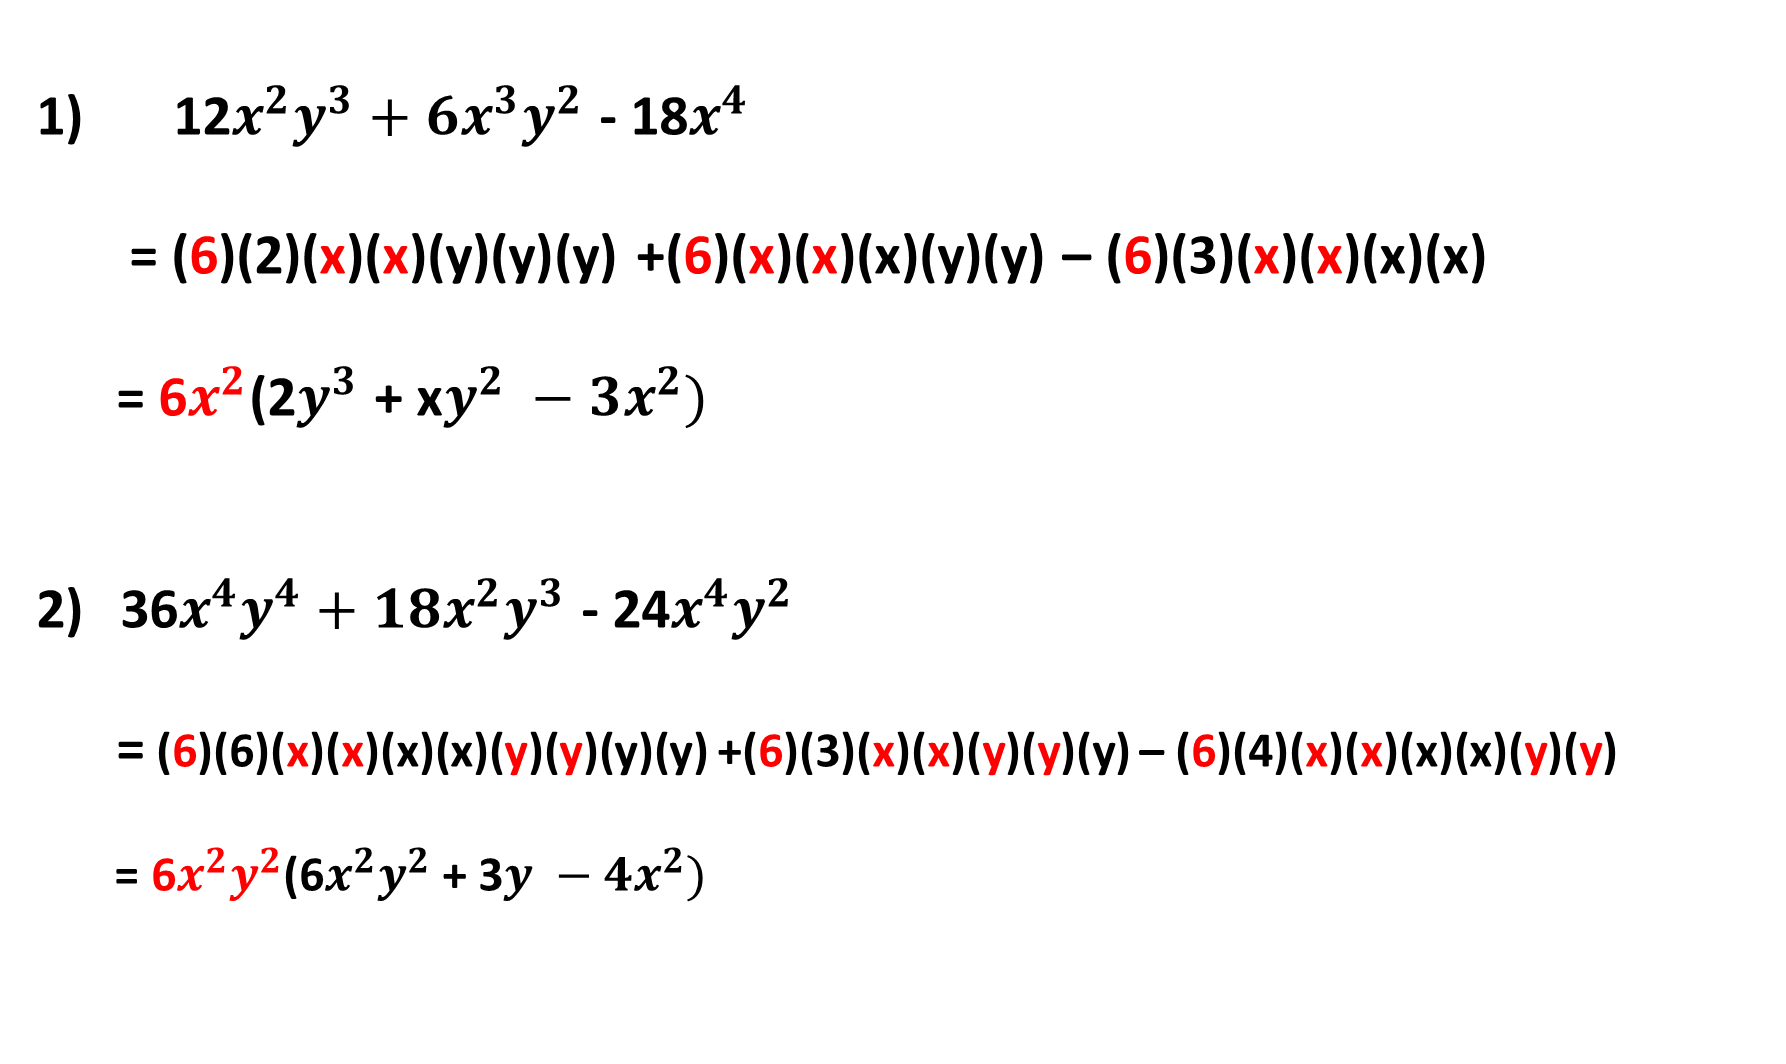 1) 12x²y³ + 6x³y² - 18x⁴
= (6)(2)(x)(x)(y)(y)(y) +(6)(x)(x)(x)(y)(y) – (6)(3)(x)(x)(x)(x)
= 6x²(2y³ + xy² − 3x²)
2) 36x⁴y⁴ + 18x²y³ - 24x⁴y²
= (6)(6)(x)(x)(x)(x)(y)(y)(y)(y) +(6)(3)(x)(x)(y)(y)(y) – (6)(4)(x)(x)(x)(x)(y)(y)
= 6x²y²(6x²y² + 3y − 4x²)